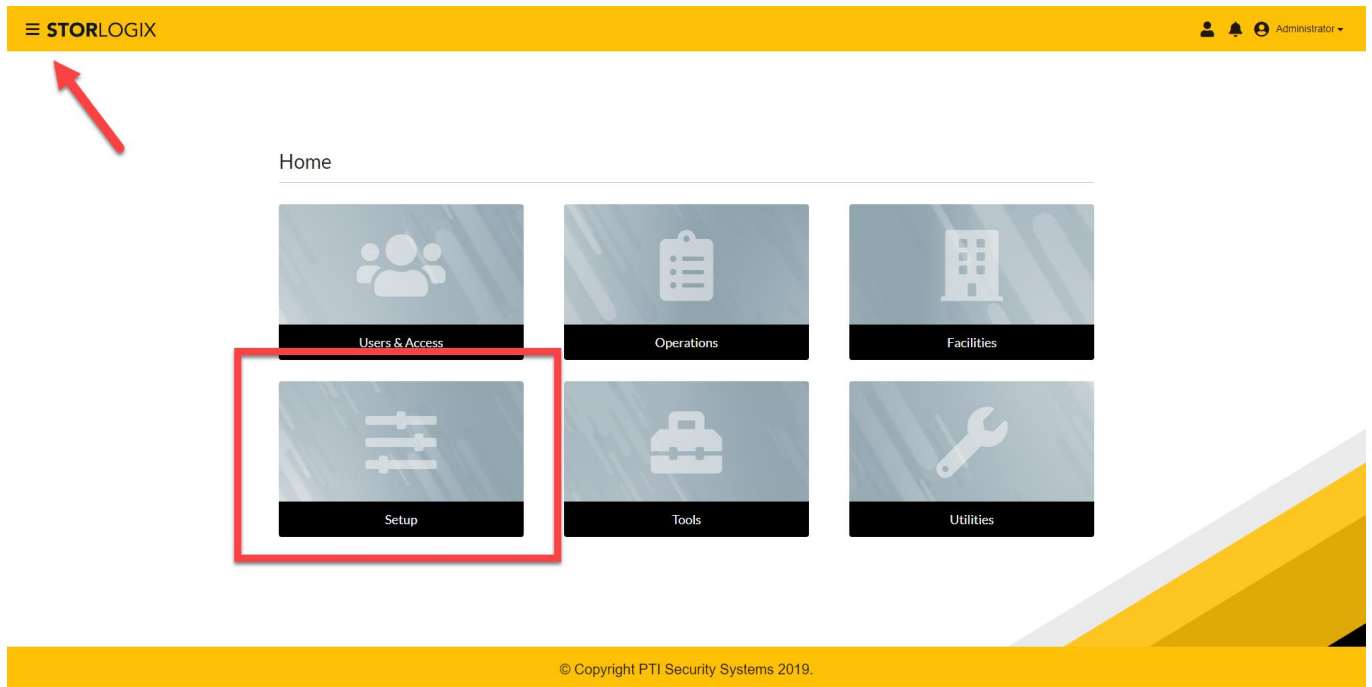 STORLOGIX
Administrator
Home
Users & Access
Operations
Facilities
Setup
Tools
Utilities
© Copyright PTI Security Systems 2019.